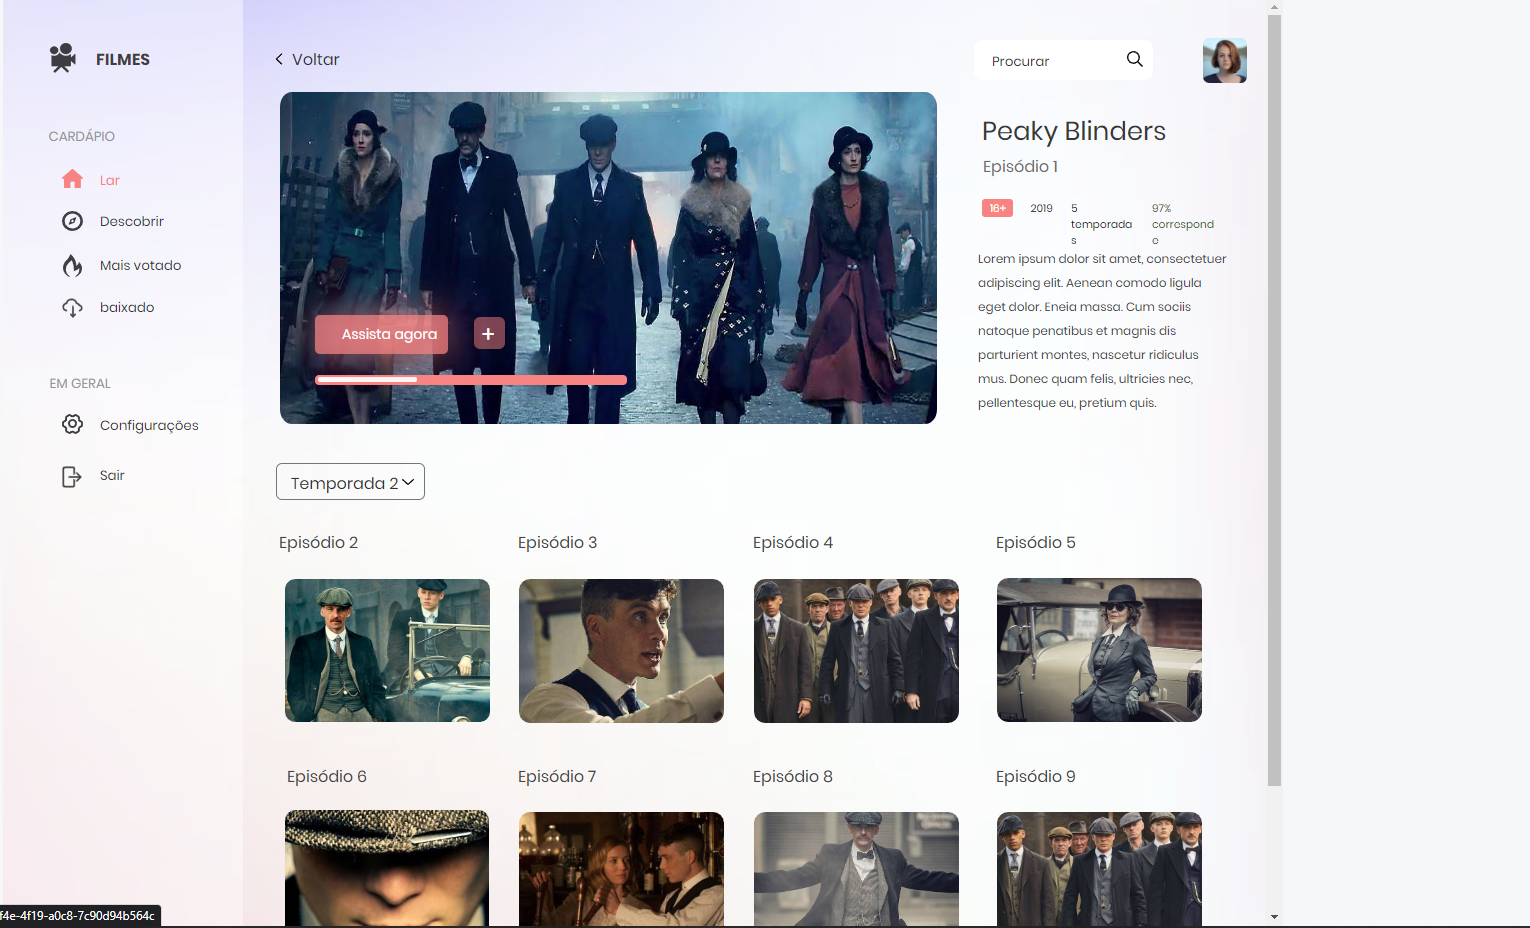 FILMES
CARDÁPIO
Lar
Descobrir
Mais votado
baixado
EM GERAL
Configurações
Sair
Voltar
Procurar
Assista agora
+
Peaky Blinders
Episódio 1
16+
2019
5
temporada
s
97%
correspond
e
Lorem ipsum dolor sit amet, consectetuer
adipiscing elit. Aenean comodo ligula
eget dolor. Eneia massa. Cum sociis
natoque penatibus et magnis dis
parturient montes, nascetur ridiculus
mus. Donec quam felis, ultricies nec,
pellentesque eu, pretium quis.
Temporada 2
Episódio 2
Episódio 3
Episódio 4
Episódio 5
Episódio 6
Episódio 7
Episódio 8
Episódio 9
f4e-4f19-a0c8-7c90d94b564c